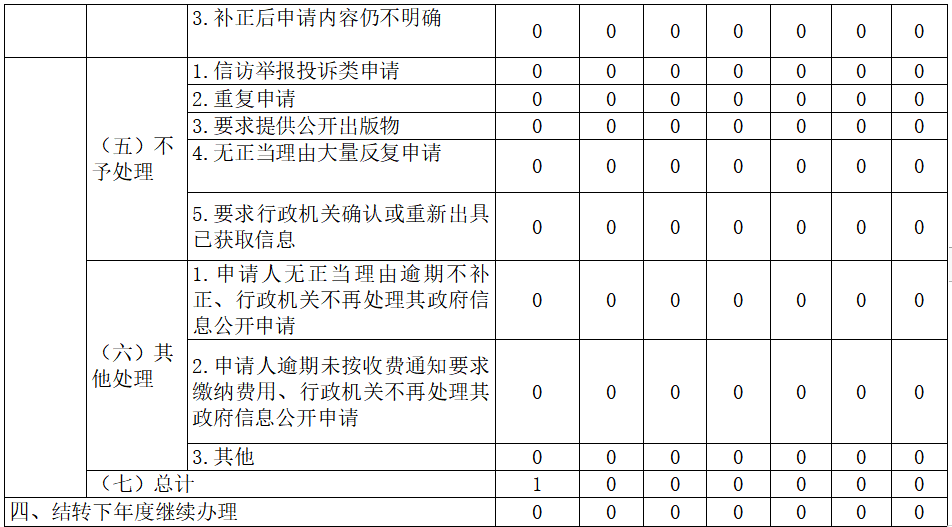 3.补正后申请内容仍不明确 0 0 0 0 0 0 0
（五）不予处理
1.信访举报投诉类申请 0 0 0 0 0 0 0
2.重复申请 0 0 0 0 0 0 0
3.要求提供公开出版物 0 0 0 0 0 0 0
4.无正当理由大量反复申请 0 0 0 0 0 0 0
5.要求行政机关确认或重新出具
已获取信息 0 0 0 0 0 0 0
（六）其他处理
1.申请人无正当理由逾期不补
正、行政机关不再处理其政府信
息公开申请 0 0 0 0 0 0 0
2.申请人逾期未按收费通知要求
缴纳费用、行政机关不再处理其
政府信息公开申请 0 0 0 0 0 0 0
3.其他 0 0 0 0 0 0 0
（七）总计 1 0 0 0 0 0 0
四、结转下年度继续办理 0 0 0 0 0 0 0